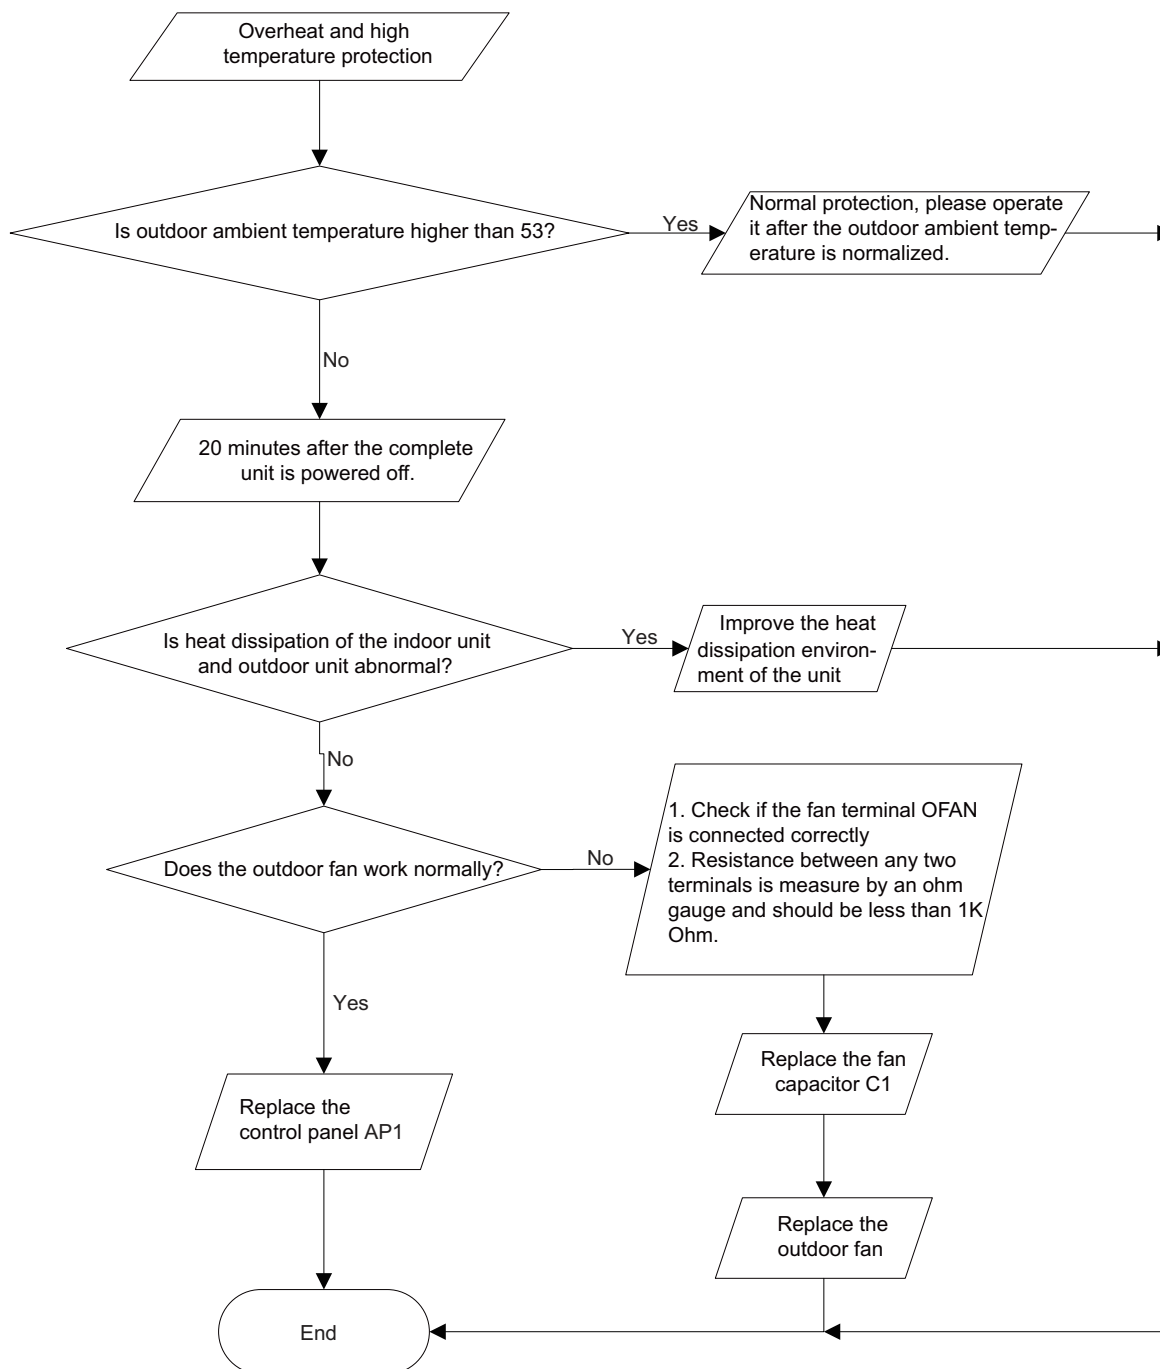 Overheat and high
temperature protection
Is outdoor ambient temperature higher than 53?
Yes
Normal protection, please operate
it after the outdoor ambient temp-
erature is normalized.
No
20 minutes after the complete
unit is powered off.
Is heat dissipation of the indoor unit
and outdoor unit abnormal?
Yes
Improve the heat
dissipation environ-
ment of the unit
No
Does the outdoor fan work normally?
No
1. Check if the fan terminal OFAN
is connected correctly
2. Resistance between any two
terminals is measure by an ohm
gauge and should be less than 1K
Ohm.
Yes
Replace the fan
capacitor C1
Replace the
control panel AP1
Replace the
outdoor fan
End